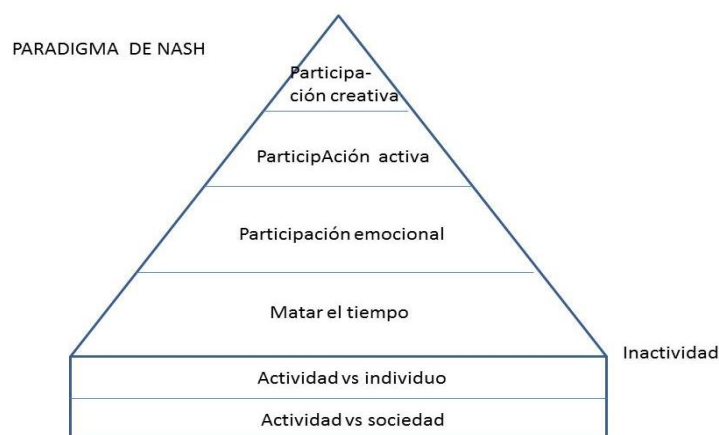 PARADIGMA DE NASH
Participa-
ción creativa
ParticipAción activa
Participación emocional
Matar el tiempo
Inactividad
Actividad vs individuo
Actividad vs sociedad